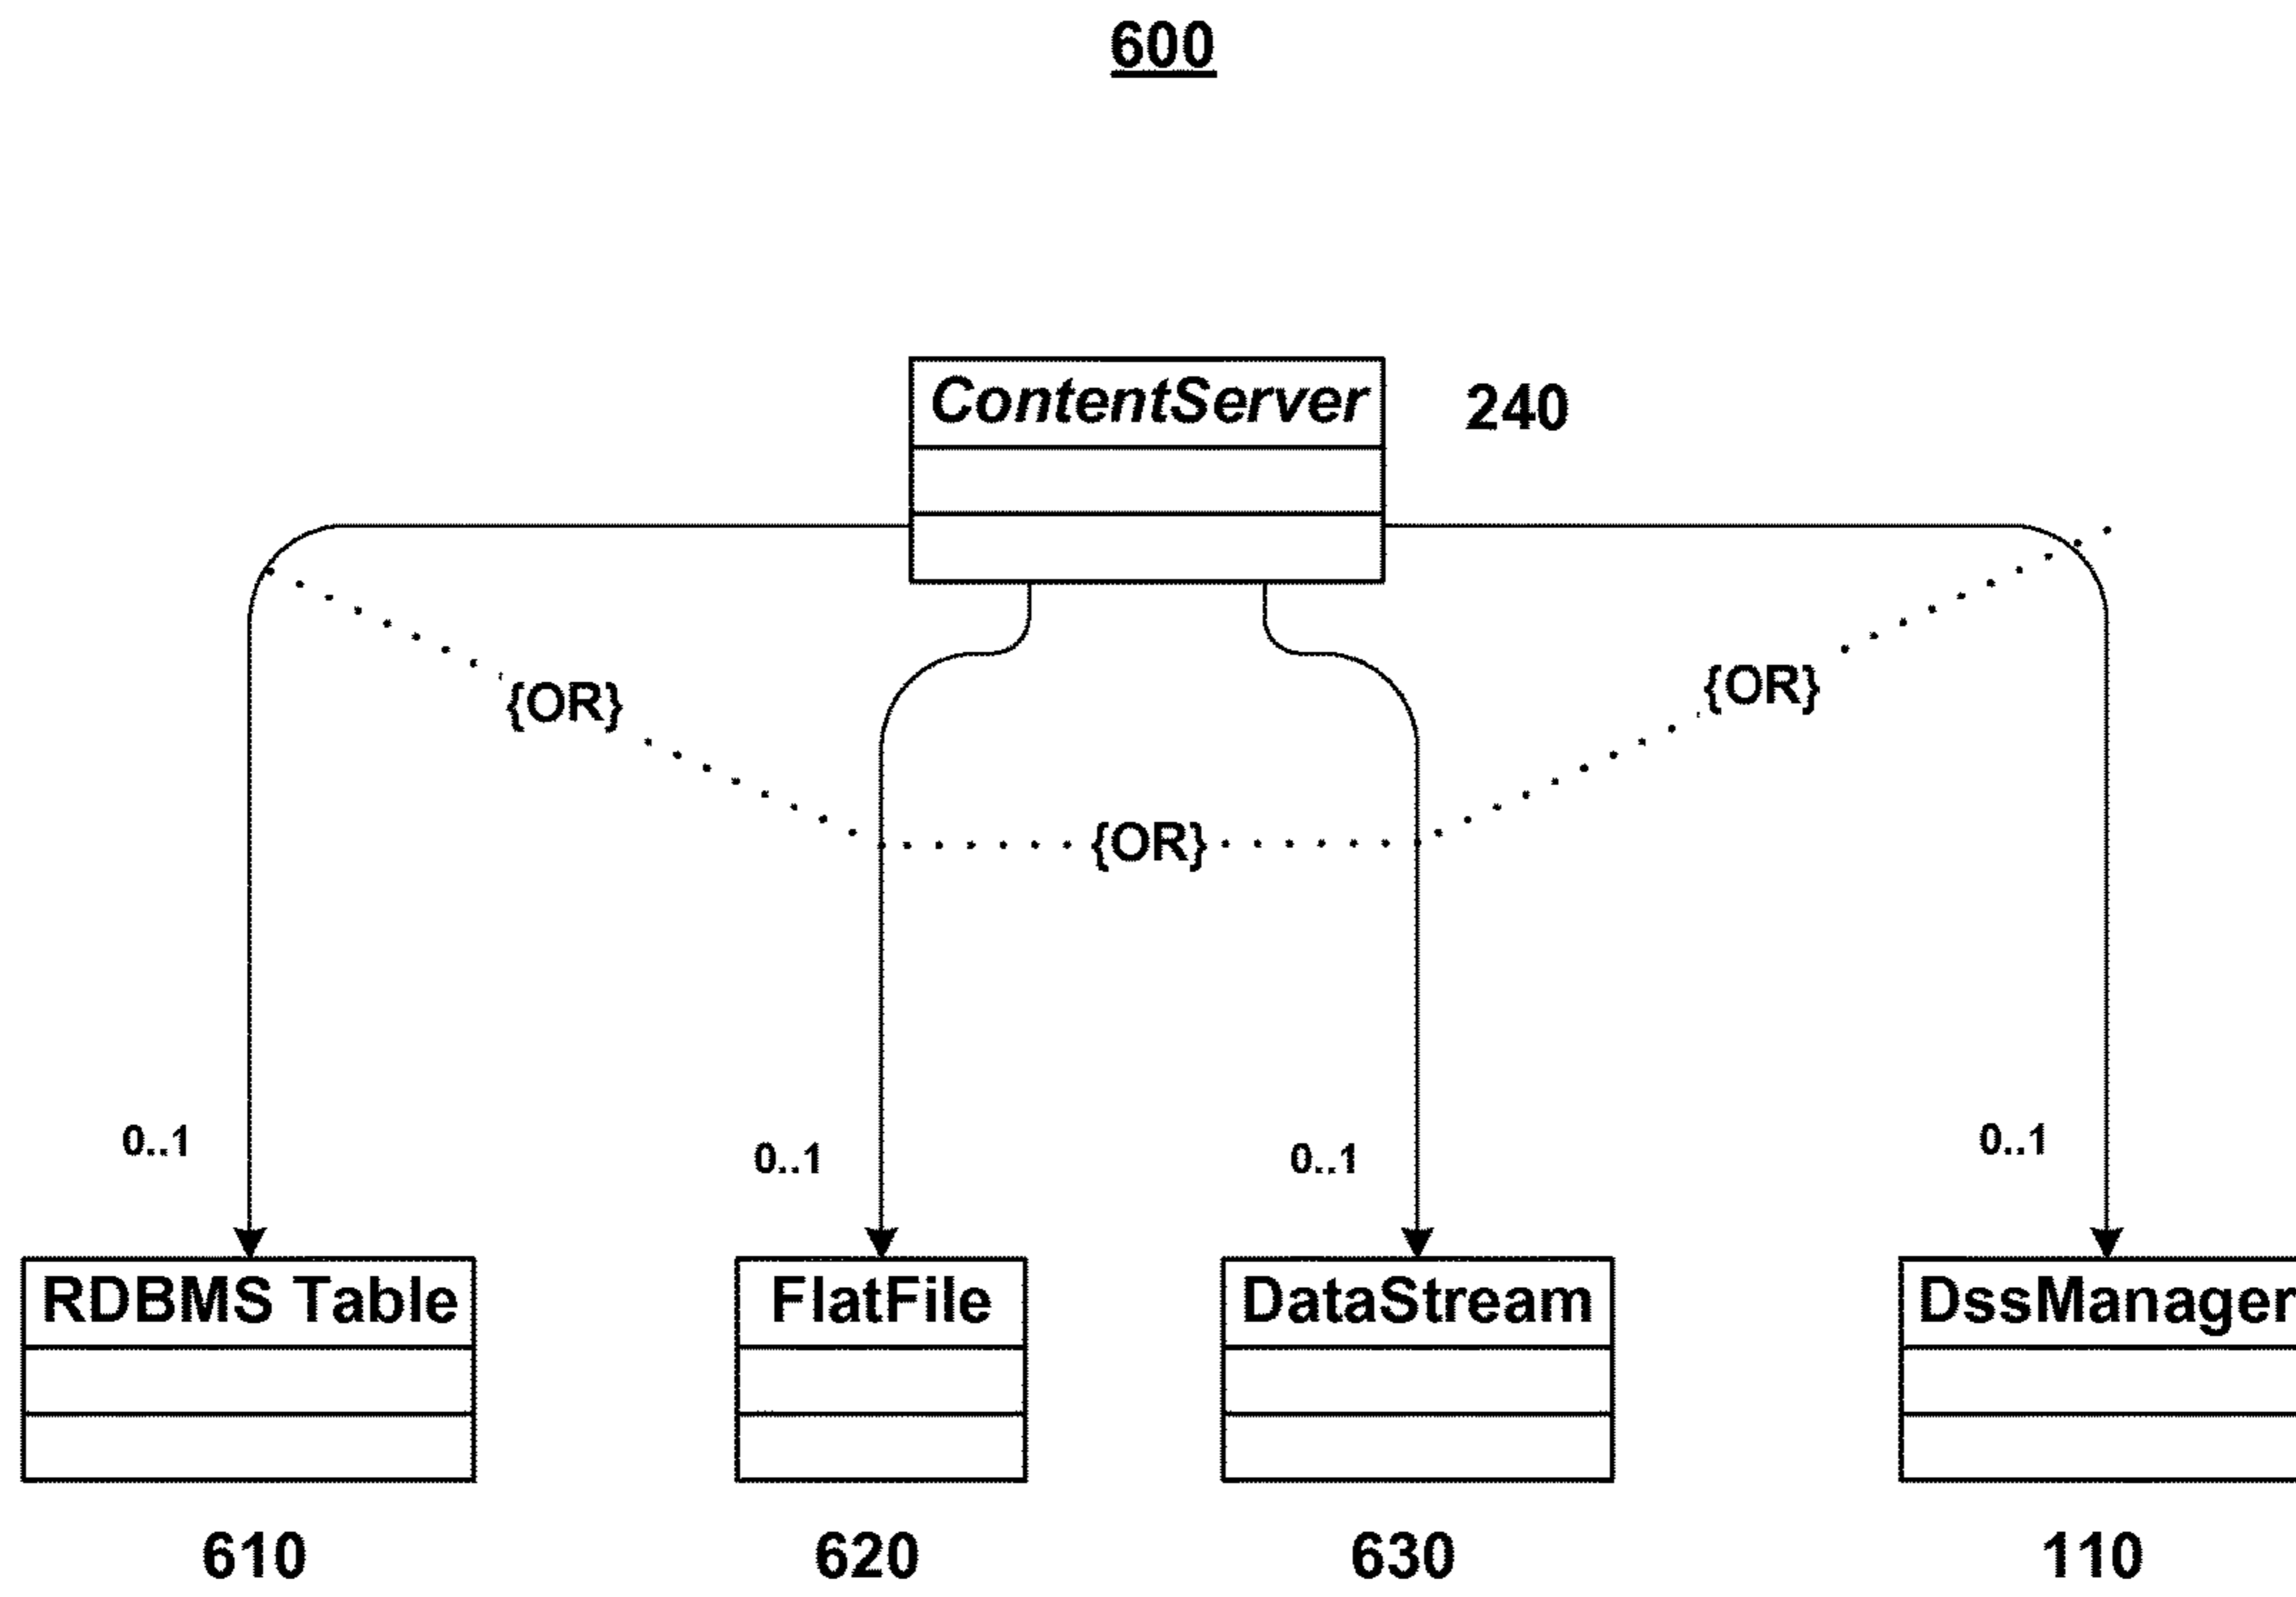 600
ContentServer
240
{OR}
{OR}
{OR}
0..1
0..1
0..1
0..1
RDBMS Table
FlatFile
DataStream
DssManager
610
620
630
110